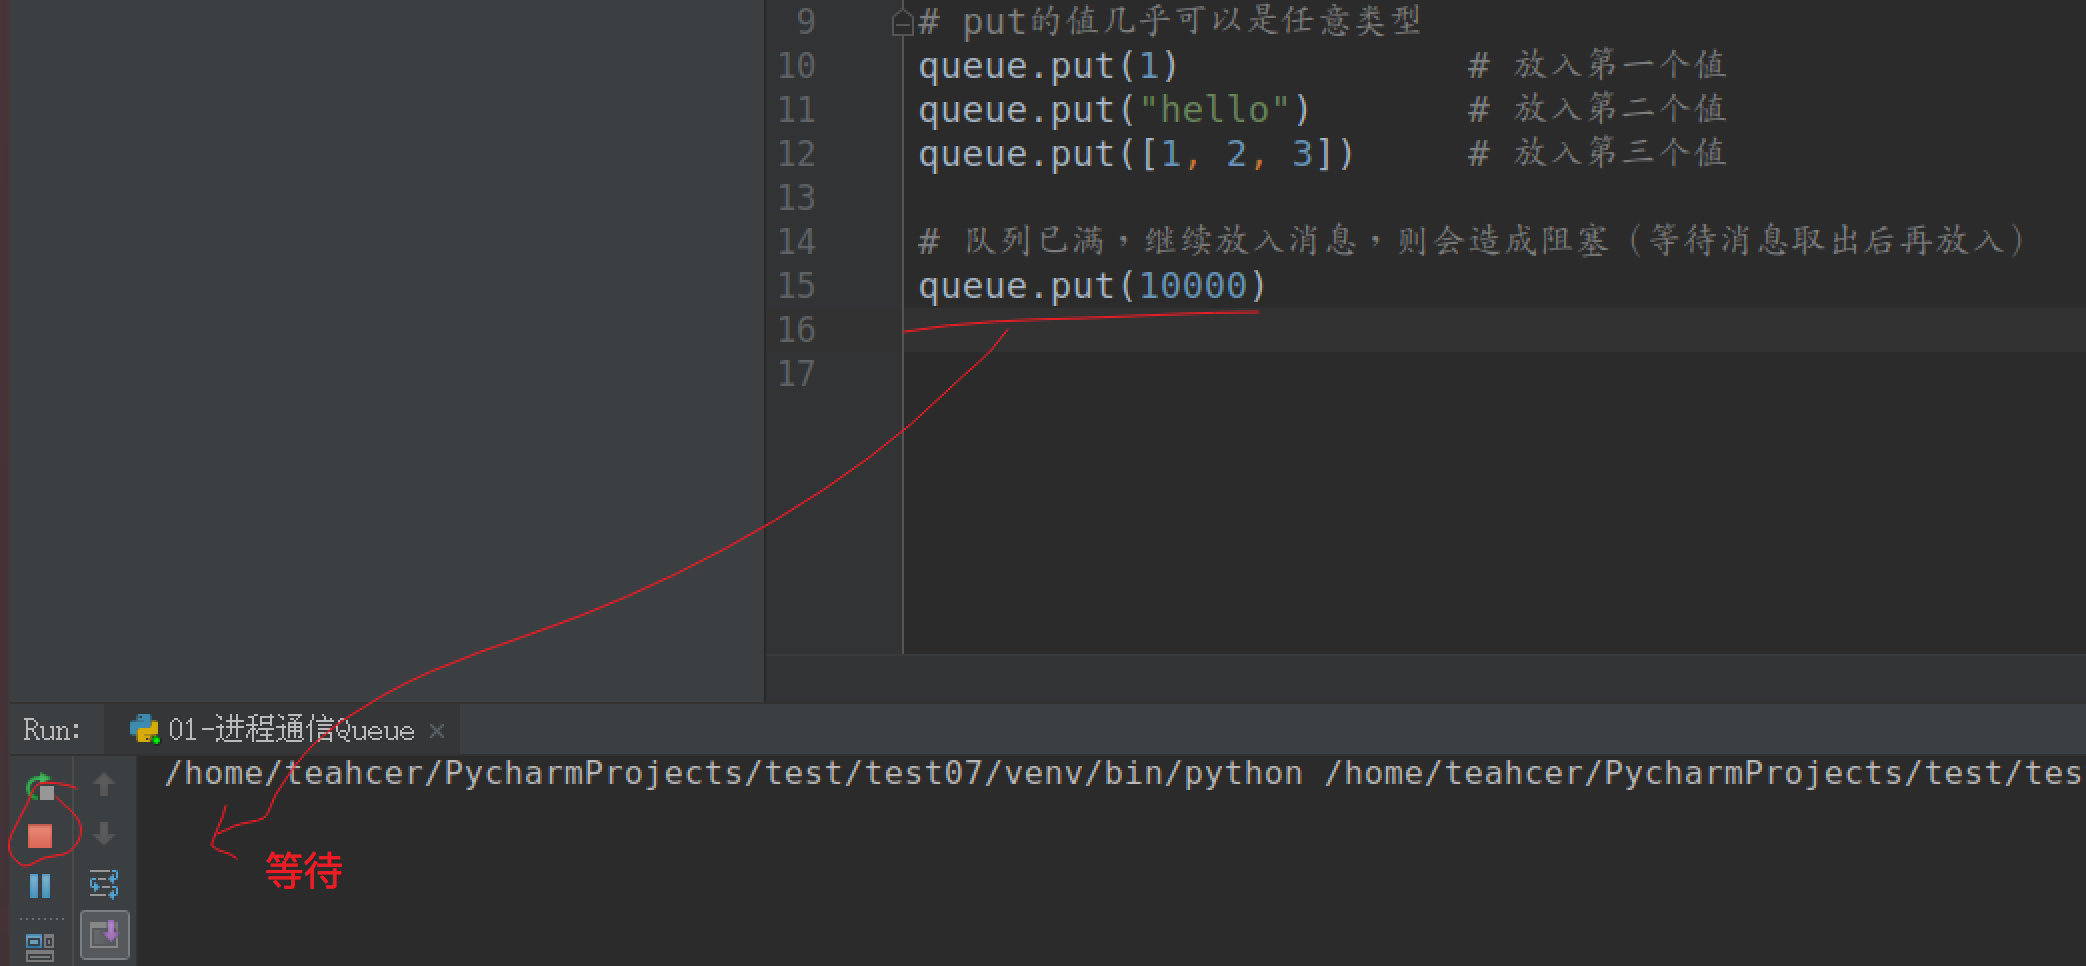 9 # put的值几乎可以是任意类型
10 queue.put(1) # 放入第一个值
11 queue.put("hello") # 放入第二个值
12 queue.put([1, 2, 3]) # 放入第三个值
13
14 # 队列已满，继续放入消息，则会造成阻塞（等待消息取出后再放入）
15 queue.put(10000)
16
17
Run: 01-进程通信Queue ×
/home/teahcer/PycharmProjects/test/test07/venv/bin/python /home/teahcer/PycharmProjects/test/tes
等待